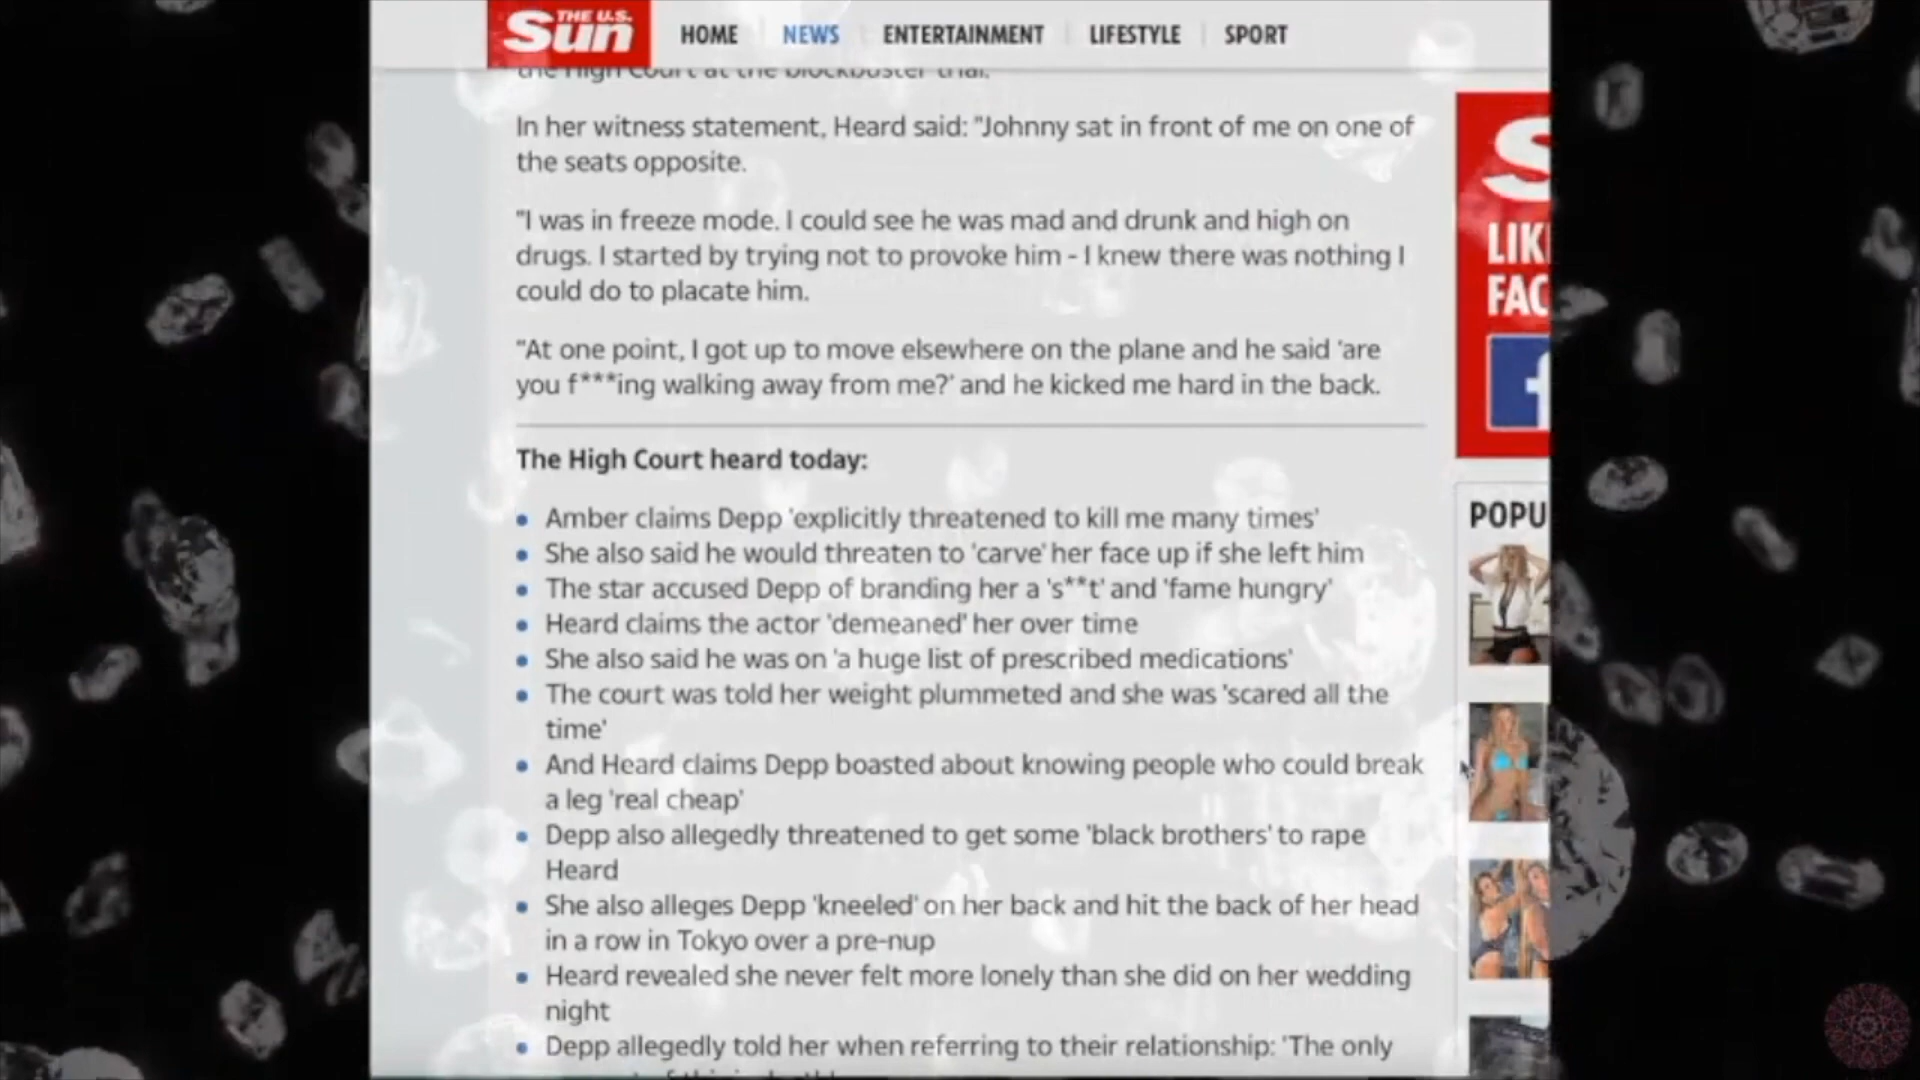 THE U.S.
Sun
HOME NEWS ENTERTAINMENT LIFESTYLE SPORT
the High Court at the blockbuster trial.
In her witness statement, Heard said: "Johnny sat in front of me on one of
the seats opposite.
"I was in freeze mode. I could see he was mad and drunk and high on
drugs. I started by trying not to provoke him - I knew there was nothing I
could do to placate him.
"At one point, I got up to move elsewhere on the plane and he said 'are
you f***ing walking away from me?' and he kicked me hard in the back.
The High Court heard today:
• Amber claims Depp 'explicitly threatened to kill me many times'
• She also said he would threaten to 'carve' her face up if she left him
• The star accused Depp of branding her a 's**t' and 'fame hungry'
• Heard claims the actor 'demeaned' her over time
• She also said he was on 'a huge list of prescribed medications'
• The court was told her weight plummeted and she was 'scared all the
time'
• And Heard claims Depp boasted about knowing people who could break
a leg 'real cheap'
• Depp also allegedly threatened to get some 'black brothers' to rape
Heard
• She also alleges Depp 'kneeled' on her back and hit the back of her head
in a row in Tokyo over a pre-nup
• Heard revealed she never felt more lonely than she did on her wedding
night
• Depp allegedly told her when referring to their relationship: 'The only
S
LIK
FAC
f
POPU